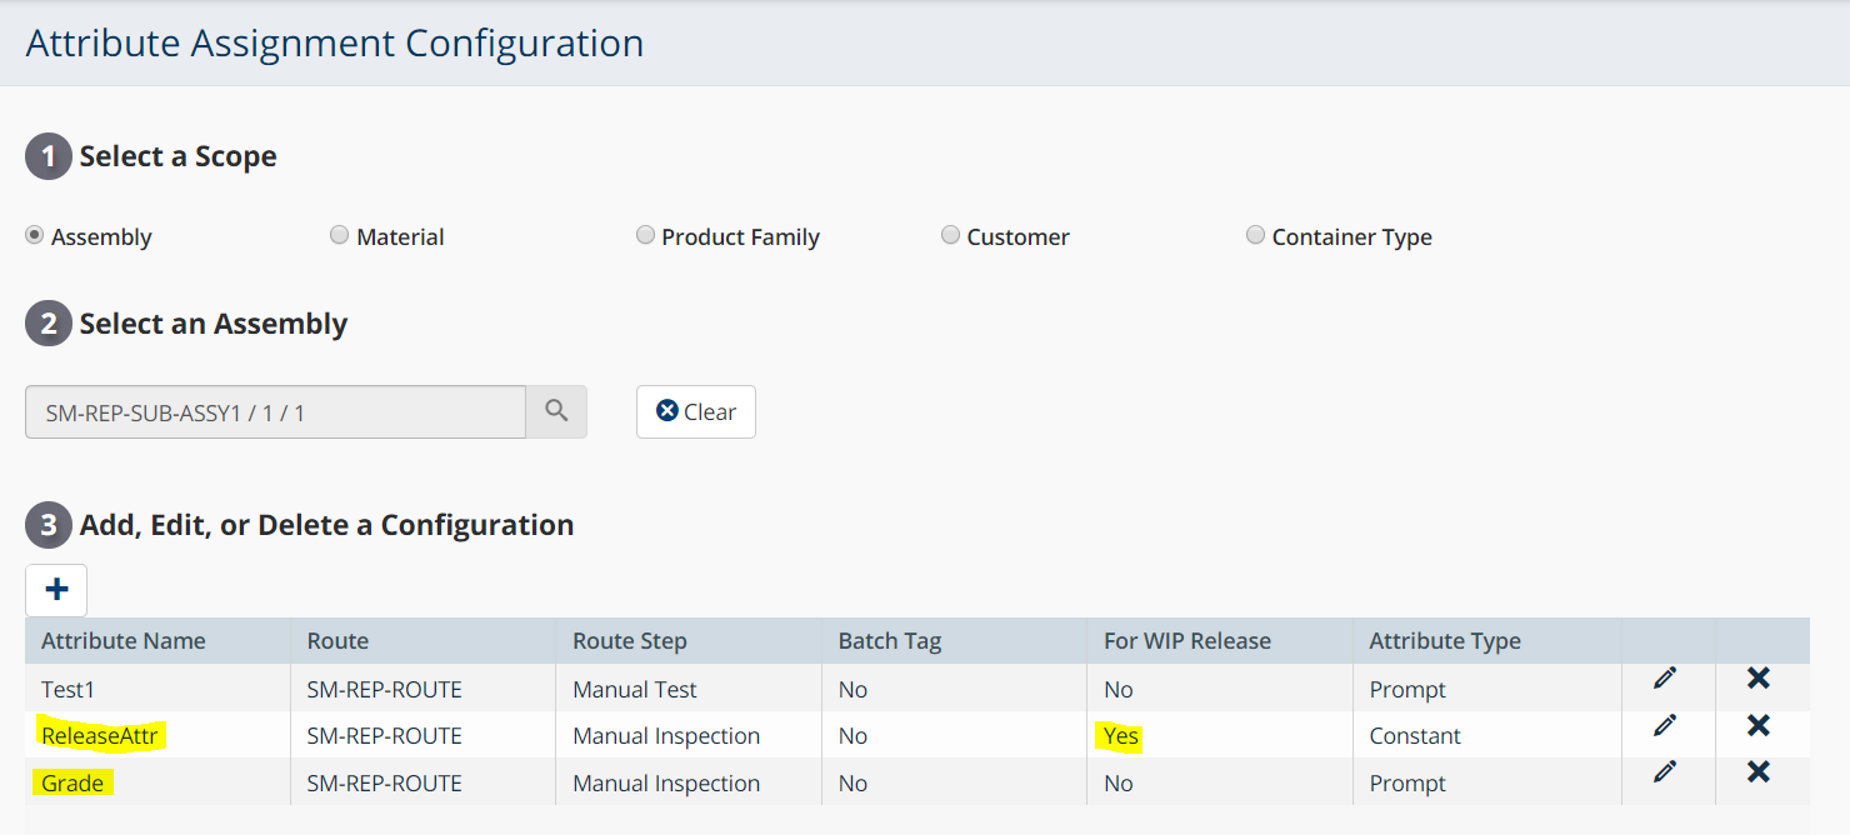 Attribute Assignment Configuration
1 Select a Scope
Assembly Material Product Family Customer Container Type
2 Select an Assembly
SM-REP-SUB-ASSY1 / 1 / 1 Clear
3 Add, Edit, or Delete a Configuration
Attribute Name Route Route Step Batch Tag For WIP Release Attribute Type
Test1 SM-REP-ROUTE Manual Test No No Prompt
ReleaseAttr SM-REP-ROUTE Manual Inspection No Yes Constant
Grade SM-REP-ROUTE Manual Inspection No No Prompt